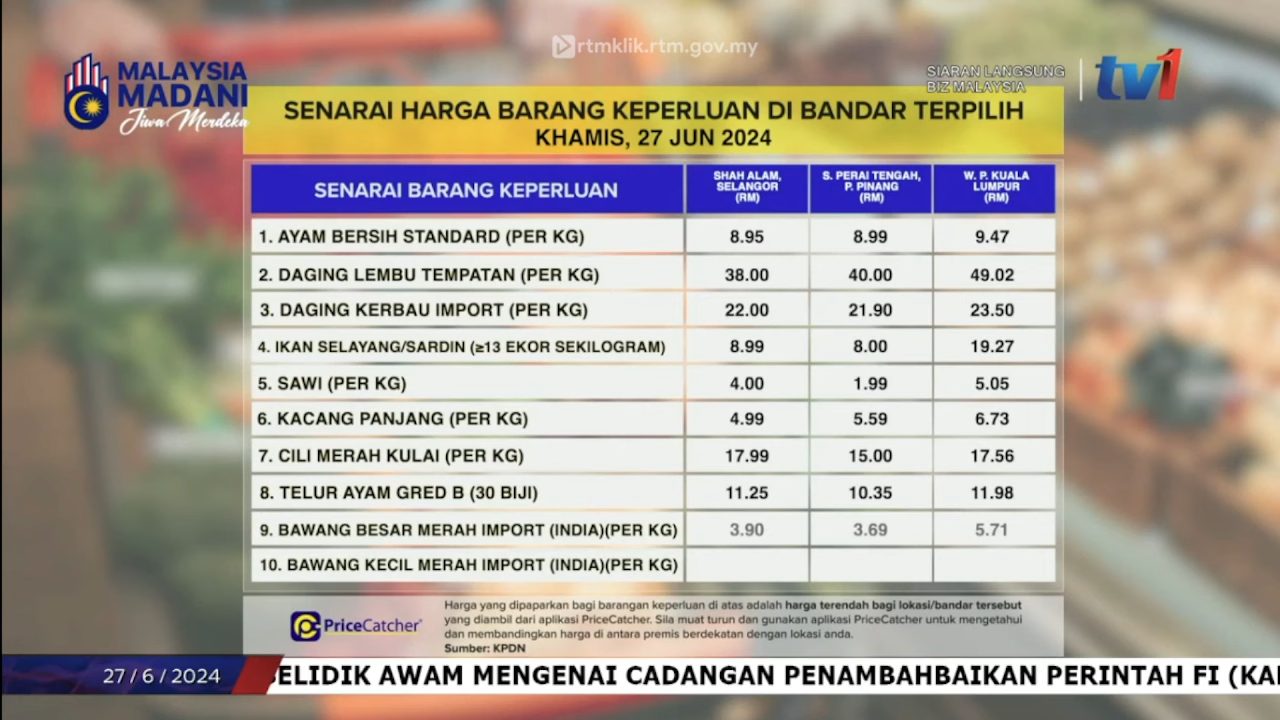 rtmklik.rtm.gov.my
MALAYSIA
MADANI
Jiwa Merdeka
SIARAN LANGSUNG
BIZ MALAYSIA
tv1
SENARAI HARGA BARANG KEPERLUAN DI BANDAR TERPILIH
KHAMIS, 27 JUN 2024
SENARAI BARANG KEPERLUAN
SHAH ALAM,
SELANGOR
(RM)
S. PERAI TENGAH,
P. PINANG
(RM)
W. P. KUALA
LUMPUR
(RM)
1. AYAM BERSIH STANDARD (PER KG) 8.95 8.99 9.47
2. DAGING LEMBU TEMPATAN (PER KG) 38.00 40.00 49.02
3. DAGING KERBAU IMPORT (PER KG) 22.00 21.90 23.50
4. IKAN SELAYANG/SARDIN (≥13 EKOR SEKILOGRAM) 8.99 8.00 19.27
5. SAWI (PER KG) 4.00 1.99 5.05
6. KACANG PANJANG (PER KG) 4.99 5.59 6.73
7. CILI MERAH KULAI (PER KG) 17.99 15.00 17.56
8. TELUR AYAM GRED B (30 BIJI) 11.25 10.35 11.98
9. BAWANG BESAR MERAH IMPORT (INDIA)(PER KG) 3.90 3.69 5.71
10. BAWANG KECIL MERAH IMPORT (INDIA)(PER KG)
PriceCatcher
Harga yang dipaparkan bagi barangan keperluan di atas adalah harga terendah bagi lokasi/bandar tersebut
yang diambil dari aplikasi PriceCatcher. Sila muat turun dan gunakan aplikasi PriceCatcher untuk mengetahui
dan membandingkan harga di antara premis berdekatan dengan lokasi anda.
Sumber: KPDN
27 / 6 / 2024
ELIDIK AWAM MENGENAI CADANGAN PENAMBAHBAIKAN PERINTAH FI (KA